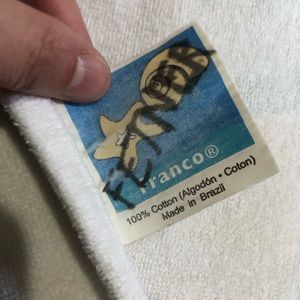 Franco®
100% Cotton (Algodón • Coton)
Made in Brazil